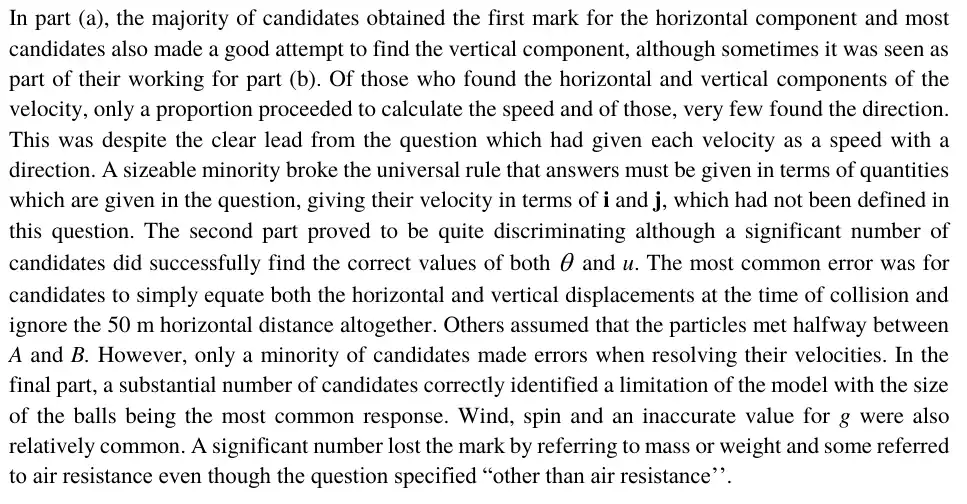 In part (a), the majority of candidates obtained the first mark for the horizontal component and most
candidates also made a good attempt to find the vertical component, although sometimes it was seen as
part of their working for part (b). Of those who found the horizontal and vertical components of the
velocity, only a proportion proceeded to calculate the speed and of those, very few found the direction.
This was despite the clear lead from the question which had given each velocity as a speed with a
direction. A sizeable minority broke the universal rule that answers must be given in terms of quantities
which are given in the question, giving their velocity in terms of i and j, which had not been defined in
this question. The second part proved to be quite discriminating although a significant number of
candidates did successfully find the correct values of both θ and u. The most common error was for
candidates to simply equate both the horizontal and vertical displacements at the time of collision and
ignore the 50 m horizontal distance altogether. Others assumed that the particles met halfway between
A and B. However, only a minority of candidates made errors when resolving their velocities. In the
final part, a substantial number of candidates correctly identified a limitation of the model with the size
of the balls being the most common response. Wind, spin and an inaccurate value for g were also
relatively common. A significant number lost the mark by referring to mass or weight and some referred
to air resistance even though the question specified “other than air resistance’’.